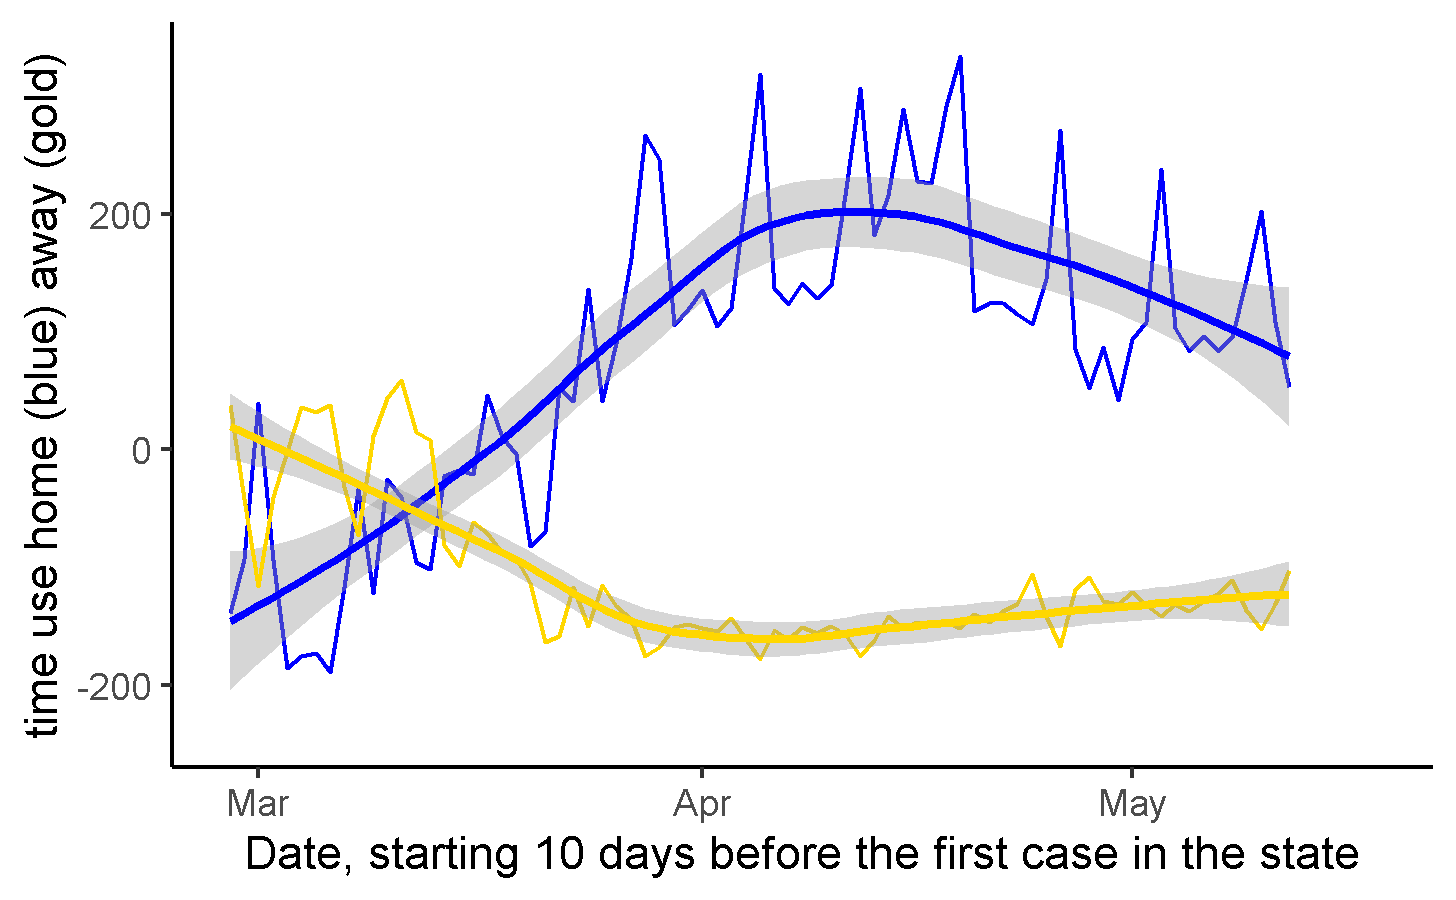 time use home (blue) away (gold)
200
0
-200
Mar
Apr
May
Date, starting 10 days before the first case in the state